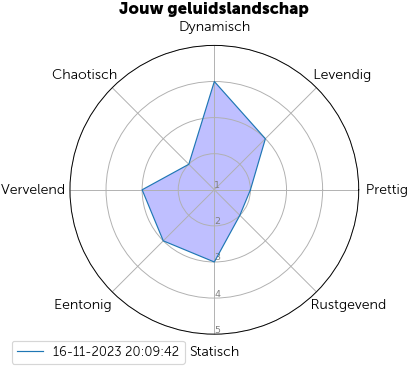 Jouw geluidslandschap
Dynamisch
Chaotisch
Levendig
Vervelend
1
Prettig
2
3
4
Eentonig
Rustgevend
5
16-11-2023 20:09:42
Statisch